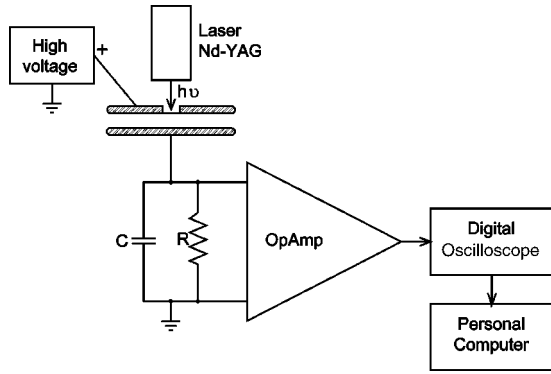 High
voltage
+
Laser
Nd-YAG
hυ
C
R
OpAmp
Digital
Oscilloscope
Personal
Computer